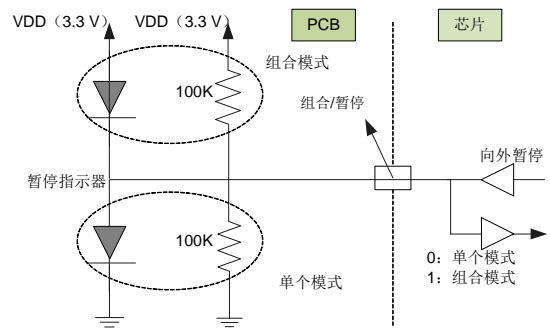 VDD（3.3 V）
VDD（3.3 V）
PCB
芯片
组合模式
100K
组合/暂停
向外暂停
暂停指示器
100K
单个模式
0：单个模式
1：组合模式